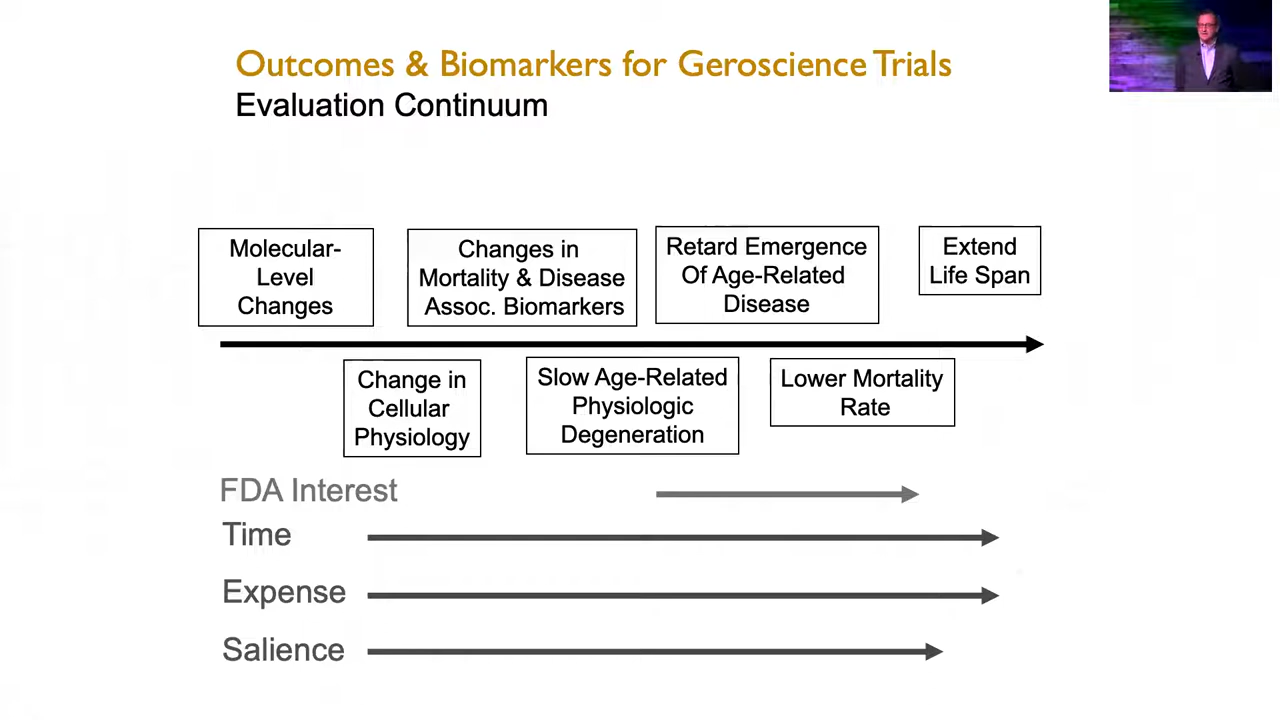 Outcomes & Biomarkers for Geroscience Trials
Evaluation Continuum
Molecular-
Level
Changes
Changes in
Mortality & Disease
Assoc. Biomarkers
Retard Emergence
Of Age-Related
Disease
Extend
Life Span
Change in
Cellular
Physiology
Slow Age-Related
Physiologic
Degeneration
Lower Mortality
Rate
FDA Interest
Time
Expense
Salience